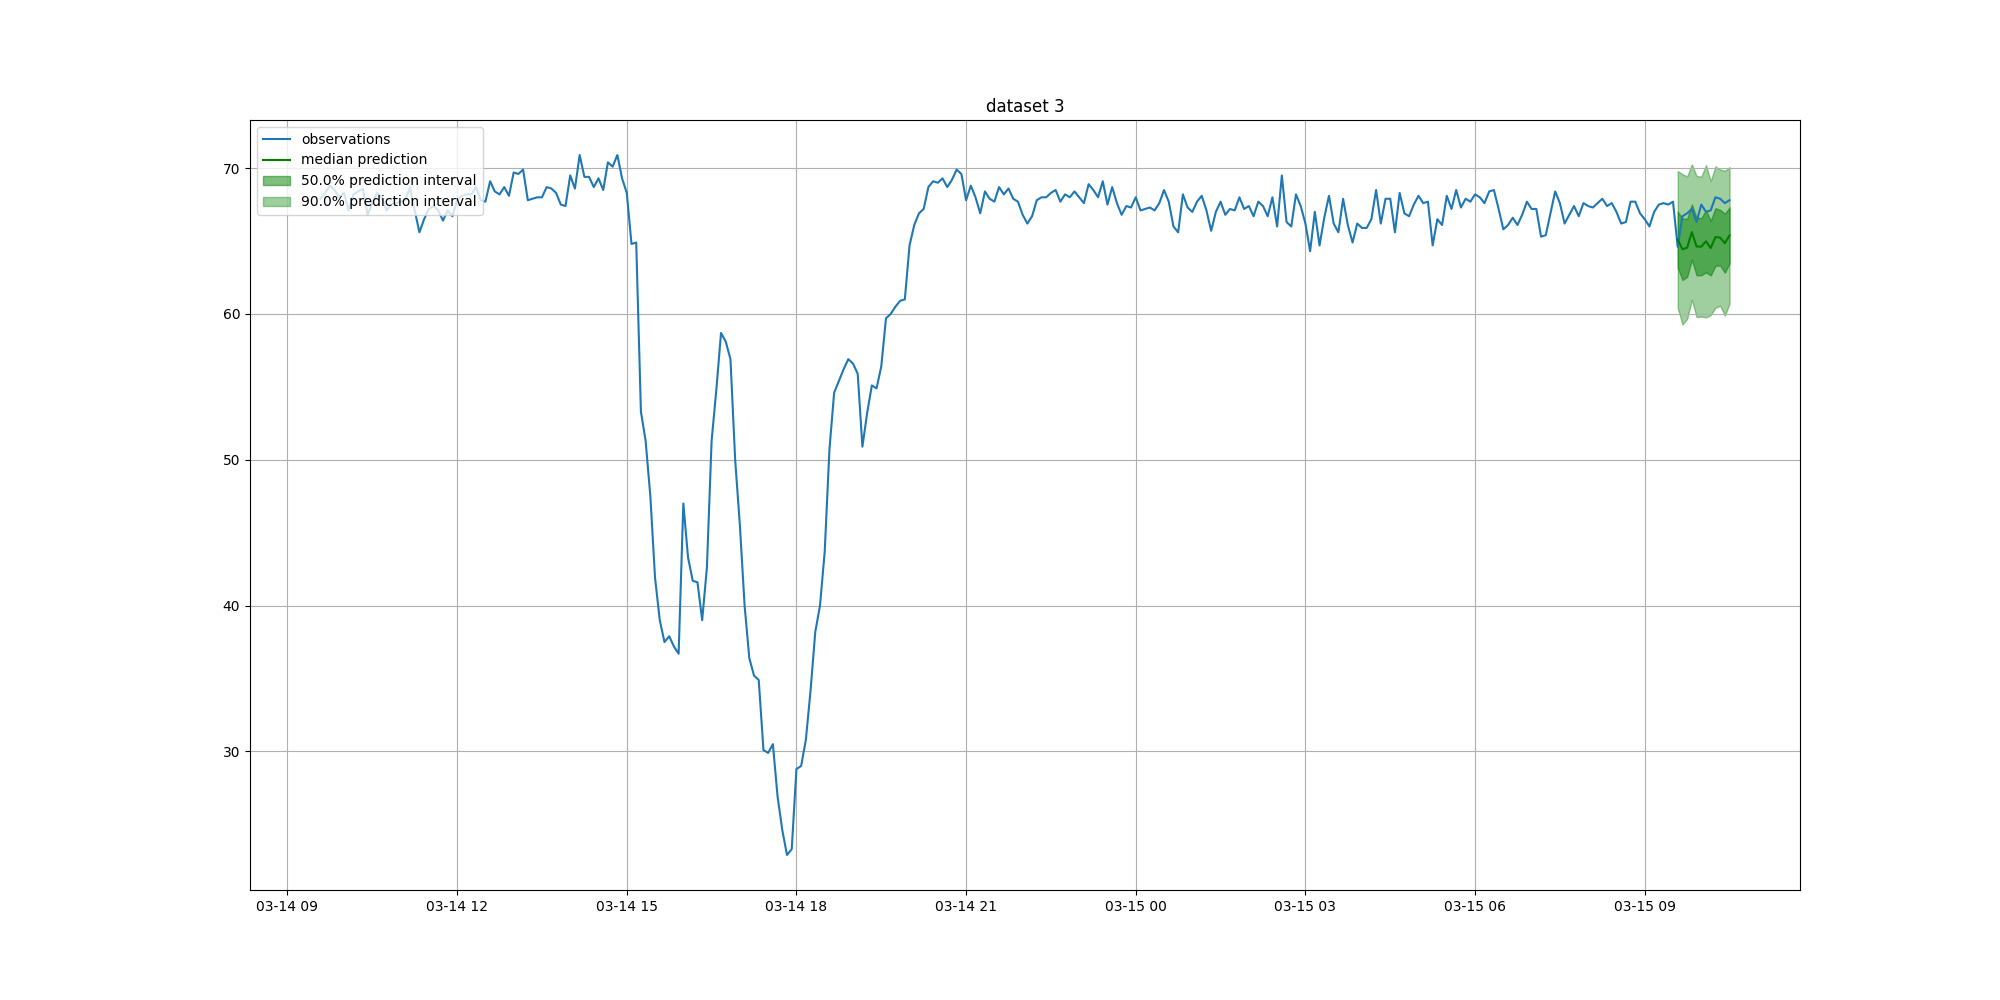 dataset 3
observations
median prediction
50.0% prediction interval
90.0% prediction interval
70
60
50
40
30
03-14 09 03-14 12 03-14 15 03-14 18 03-14 21 03-15 00 03-15 03 03-15 06 03-15 09